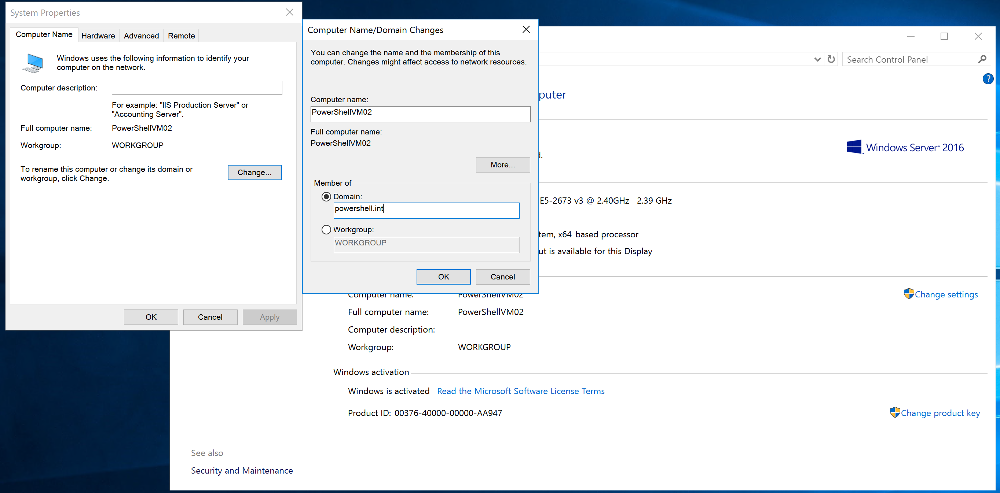 System Properties
Computer Name Hardware Advanced Remote
Windows uses the following information to identify your
computer on the network.
Computer description:
For example: "IIS Production Server" or
"Accounting Server".
Full computer name: PowerShellVM02
Workgroup: WORKGROUP
To rename this computer or change its domain or
workgroup, click Change.
Change...
OK Cancel Apply
Computer Name/Domain Changes
You can change the name and the membership of this
computer. Changes might affect access to network resources.
Computer name:
PowerShellVM02
Full computer name:
PowerShellVM02
More...
Member of
Domain:
powershell.int
Workgroup:
WORKGROUP
OK Cancel
Search Control Panel
?
puter
Windows Server 2016
d.
E5-2673 v3 @ 2.40GHz 2.39 GHz
tem, x64-based processor
ut is available for this Display
Computer name: PowerShellVM02
Change settings
Full computer name: PowerShellVM02
Computer description:
Workgroup: WORKGROUP
Windows activation
Windows is activated Read the Microsoft Software License Terms
Product ID: 00376-40000-00000-AA947
Change product key
See also
Security and Maintenance